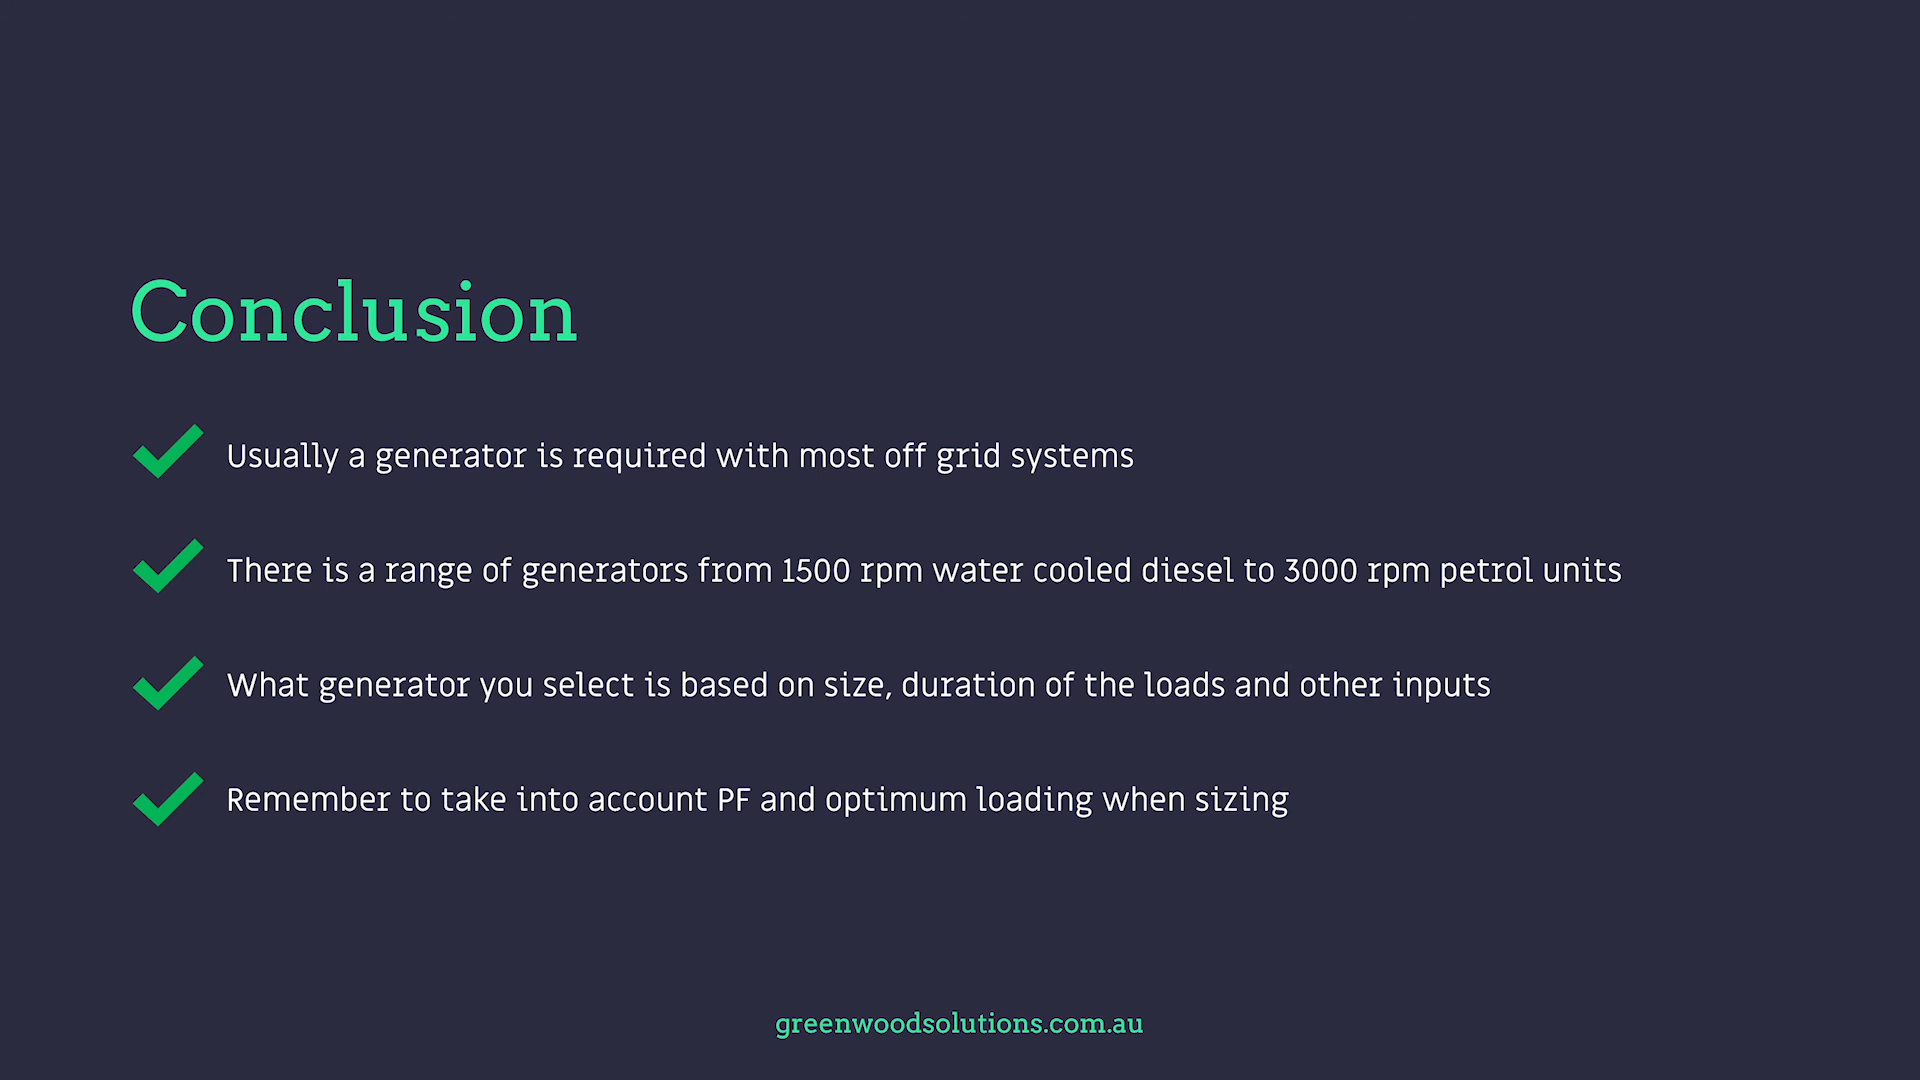 Conclusion
Usually a generator is required with most off grid systems
There is a range of generators from 1500 rpm water cooled diesel to 3000 rpm petrol units
What generator you select is based on size, duration of the loads and other inputs
Remember to take into account PF and optimum loading when sizing
greenwoodsolutions.com.au